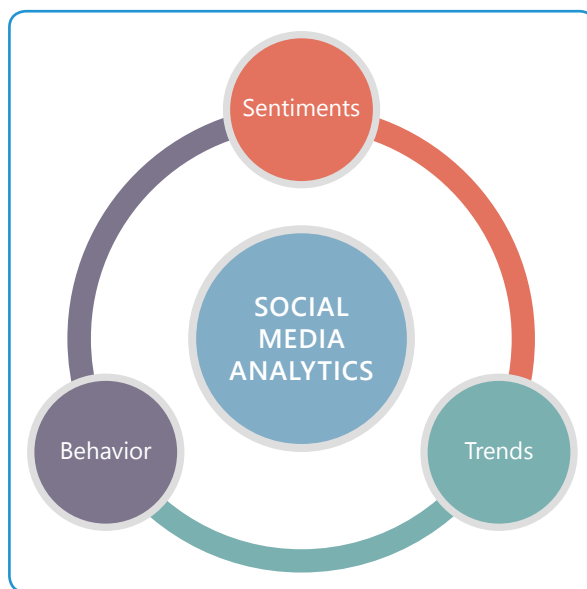 Sentiments
SOCIAL
MEDIA
ANALYTICS
Behavior
Trends